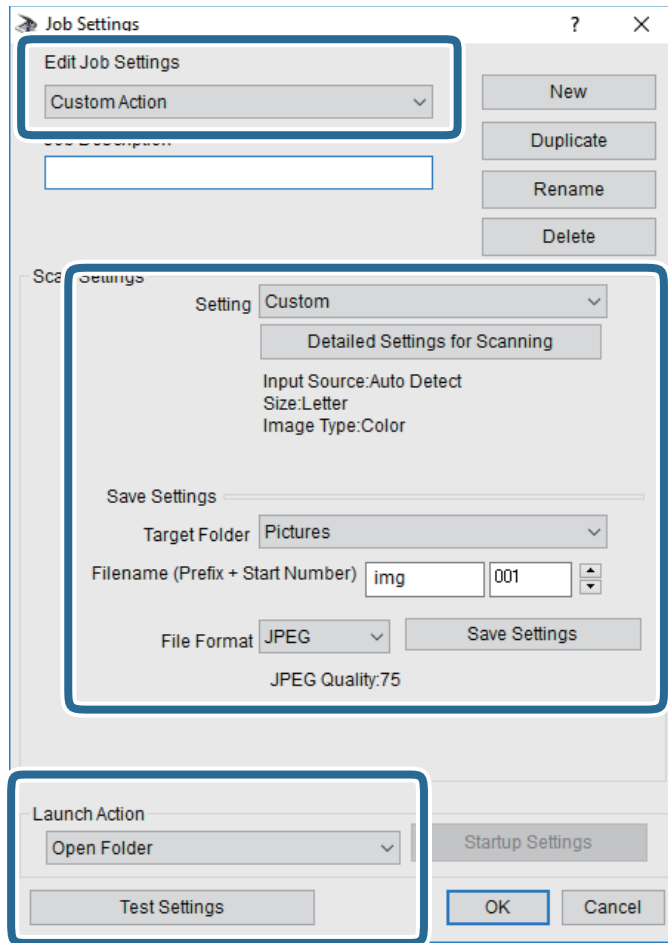 Job Settings
?
Edit Job Settings
Custom Action
New
Duplicate
Rename
Delete
Setting Custom
Detailed Settings for Scanning
Input Source:Auto Detect
Size:Letter
Image Type:Color
Save Settings
Target Folder Pictures
Filename (Prefix + Start Number) img 001
File Format JPEG Save Settings
JPEG Quality:75
Launch Action
Open Folder
Startup Settings
Test Settings
OK Cancel